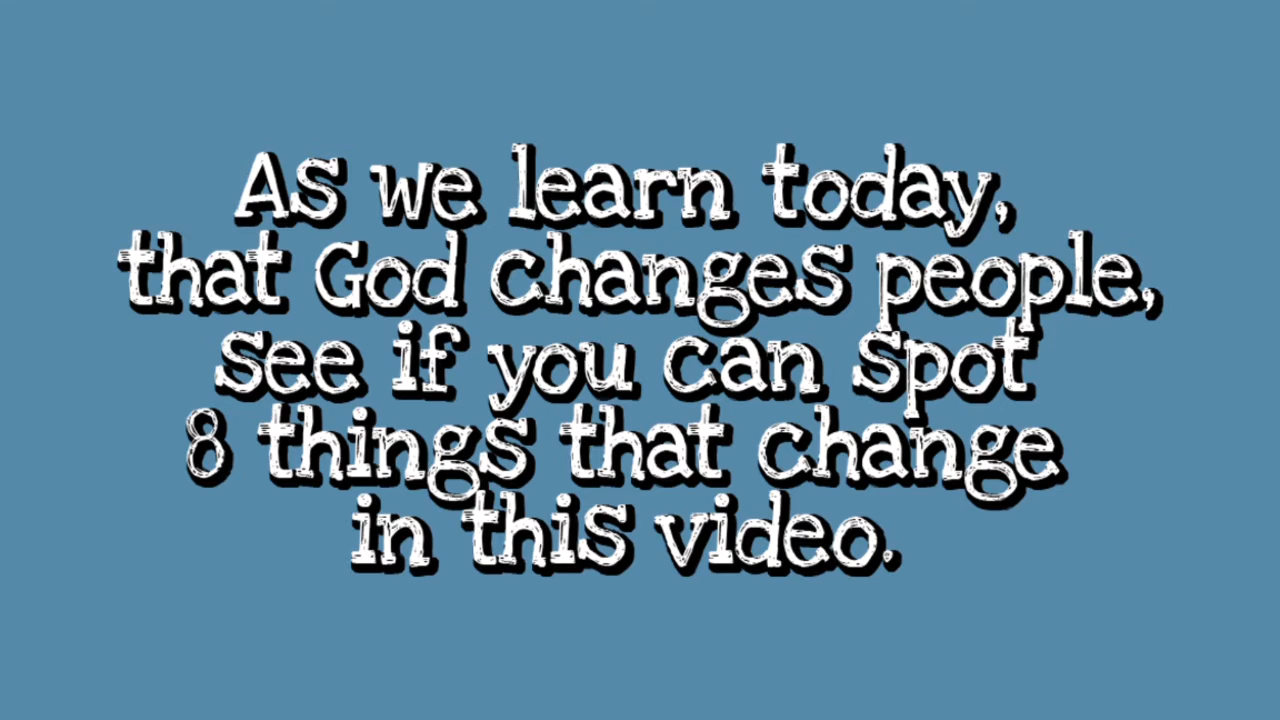 As we learn today,
that God changes people,
see if you can spot
8 things that change
in this video.